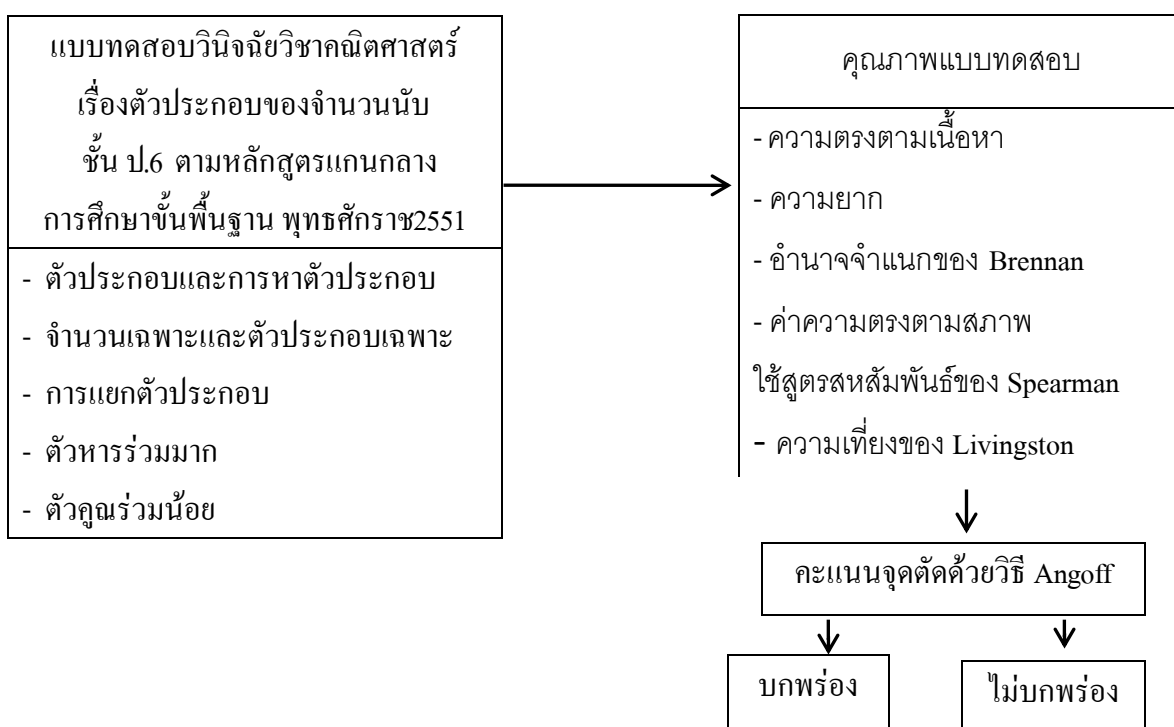 แบบทดสอบวินิจฉัยวิชาคณิตศาสตร์
เรื่องตัวประกอบของจำนวนนับ
ชั้น ป.6 ตามหลักสูตรแกนกลาง
การศึกษาขั้นพื้นฐาน พุทธศักราช2551
- ตัวประกอบและการหาตัวประกอบ
- จำนวนเฉพาะและตัวประกอบเฉพาะ
- การแยกตัวประกอบ
- ตัวหารร่วมมาก
- ตัวคูณร่วมน้อย
คุณภาพแบบทดสอบ
- ความตรงตามเนื้อหา
- ความยาก
- อำนาจจำแนกของ Brennan
- ค่าความตรงตามสภาพ
ใช้สูตรสหสัมพันธ์ของ Spearman
- ความเที่ยงของ Livingston
คะแนนจุดตัดด้วยวิธี Angoff
บกพร่อง
ไม่บกพร่อง